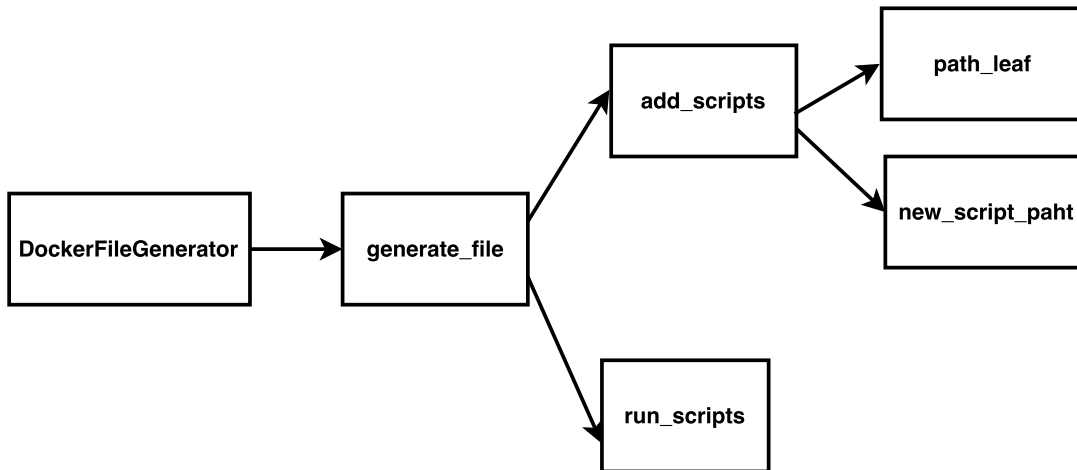 path_leaf
add_scripts
new_script_paht
DockerFileGenerator
generate_file
run_scripts